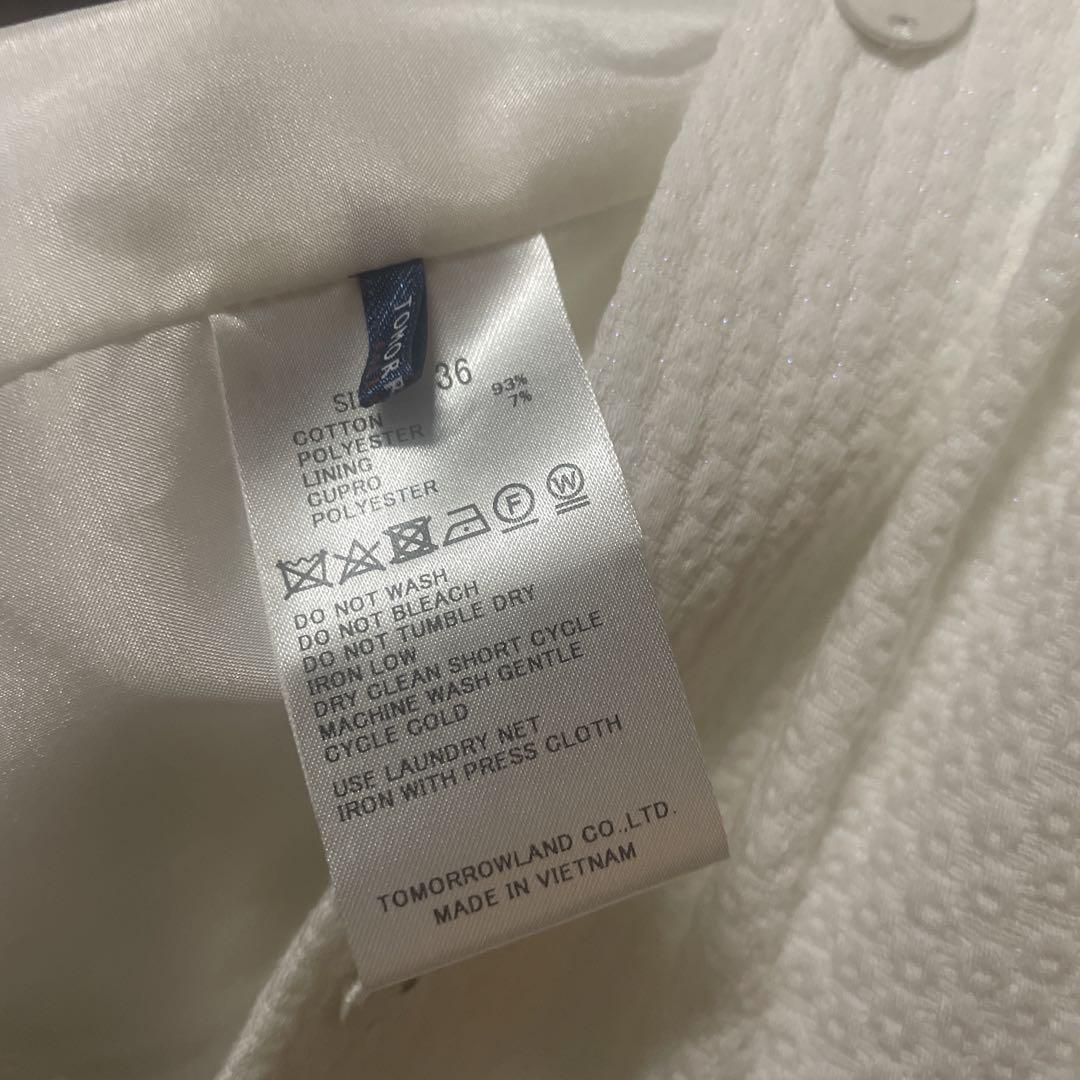 TOMORR
36
COTTON 93%
POLYESTER 7%
LINING
CUPRO
POLYESTER
F W
DO NOT WASH
DO NOT BLEACH
DO NOT TUMBLE DRY
IRON LOW
DRY CLEAN SHORT CYCLE
MACHINE WASH GENTLE
CYCLE COLD
USE LAUNDRY NET
IRON WITH PRESS CLOTH
TOMORROWLAND CO.,LTD.
MADE IN VIETNAM